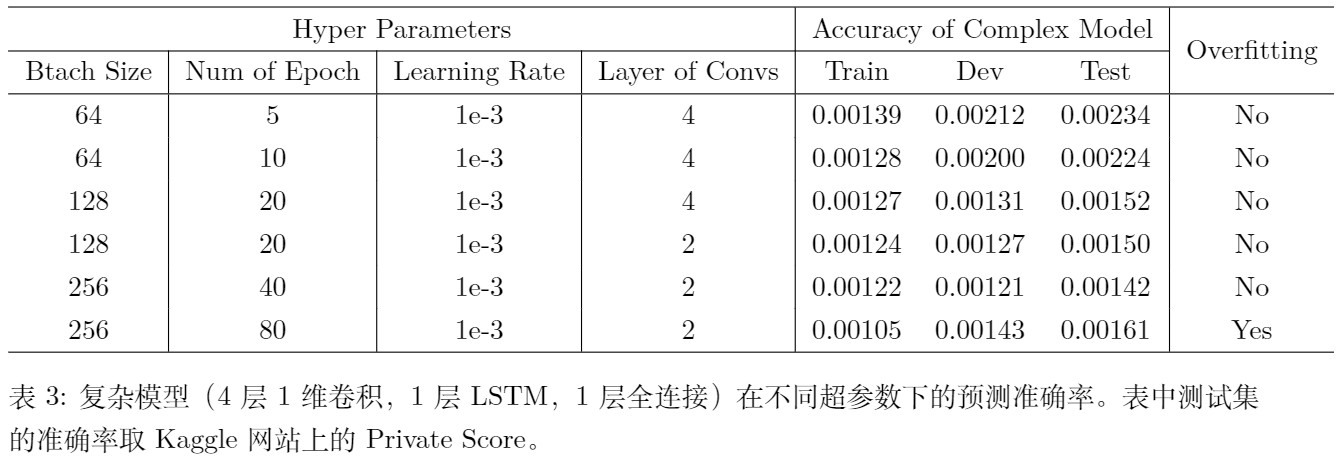 Hyper Parameters Accuracy of Complex Model Overfitting
Btach Size Num of Epoch Learning Rate Layer of Convs Train Dev Test
64 5 1e-3 4 0.00139 0.00212 0.00234 No
64 10 1e-3 4 0.00128 0.00200 0.00224 No
128 20 1e-3 4 0.00127 0.00131 0.00152 No
128 20 1e-3 2 0.00124 0.00127 0.00150 No
256 40 1e-3 2 0.00122 0.00121 0.00142 No
256 80 1e-3 2 0.00105 0.00143 0.00161 Yes
表 3: 复杂模型（4 层 1 维卷积，1 层 LSTM，1 层全连接）在不同超参数下的预测准确率。表中测试集
的准确率取 Kaggle 网站上的 Private Score。